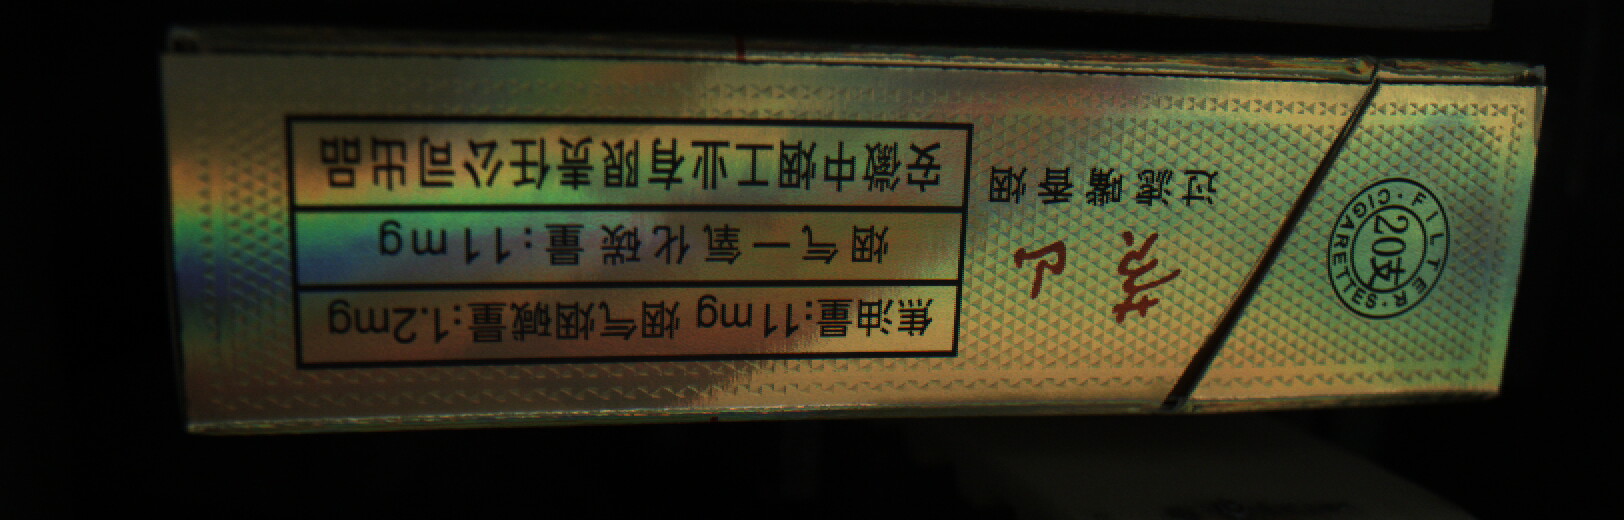 FILTER · CIGARETTES ·
20支
黄山
过滤嘴香烟
焦油量:11mg 烟气烟碱量:1.2mg
烟气一氧化碳量:11mg
安徽中烟工业有限责任公司出品